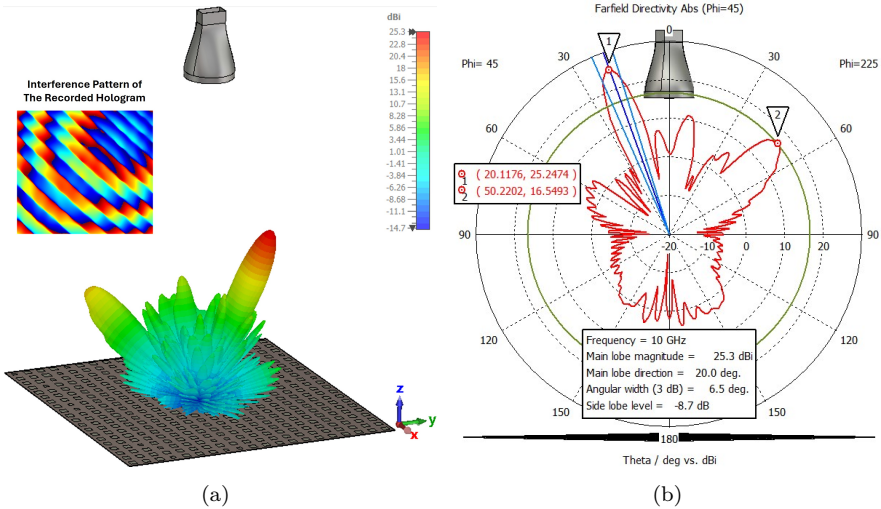 dBi
25.3
22.8
20.4
18
15.6
13.1
10.7
8.28
5.86
3.44
1.01
-1.41
-3.84
-6.26
-8.68
-11.1
-14.7
Interference Pattern of
The Recorded Hologram
z
y
x
(a)
Farfield Directivity Abs (Phi=45)
Phi= 45
30
0
30
Phi=225
1
2
60
60
1 ( 20.1176, 25.2474 )
2 ( 50.2202, 16.5493 )
90
-20
-10
0
10
20
90
120
120
Frequency = 10 GHz
Main lobe magnitude = 25.3 dBi
Main lobe direction = 20.0 deg.
Angular width (3 dB) = 6.5 deg.
Side lobe level = -8.7 dB
150
150
180
Theta / deg vs. dBi
(b)